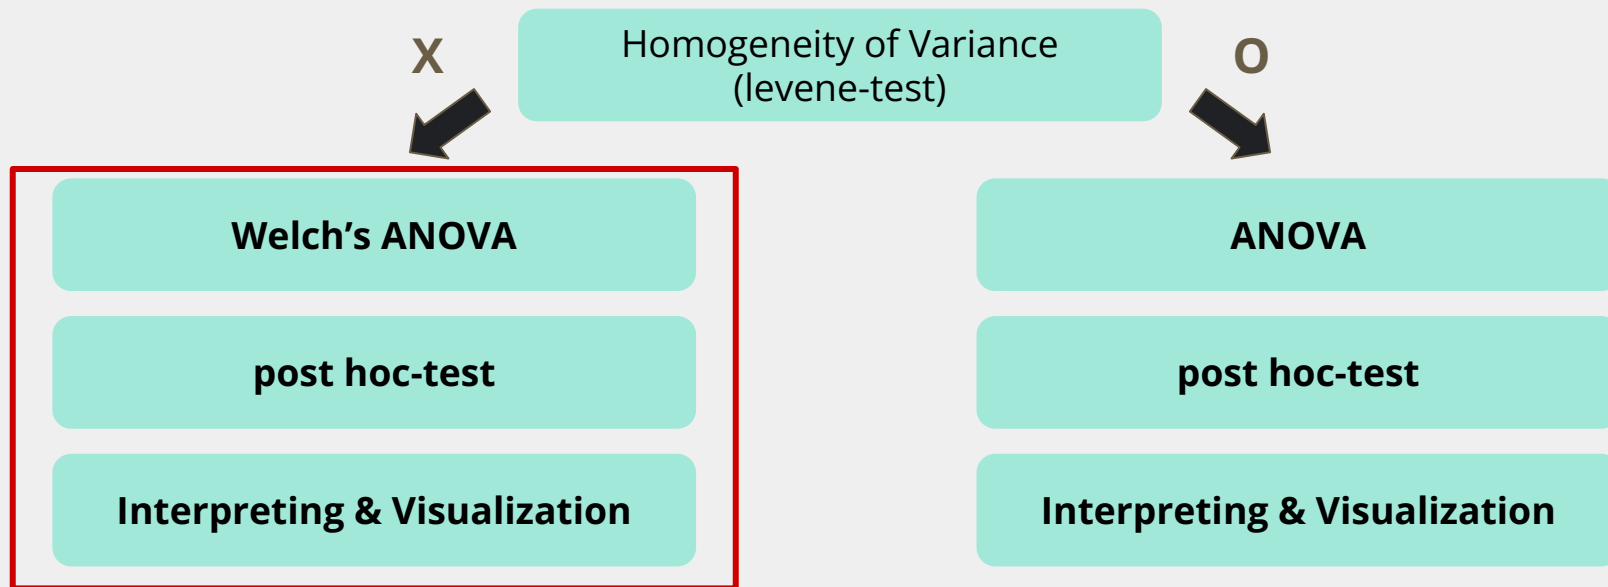 X
Homogeneity of Variance
(levene-test)
O
Welch’s ANOVA
post hoc-test
Interpreting & Visualization
ANOVA
post hoc-test
Interpreting & Visualization